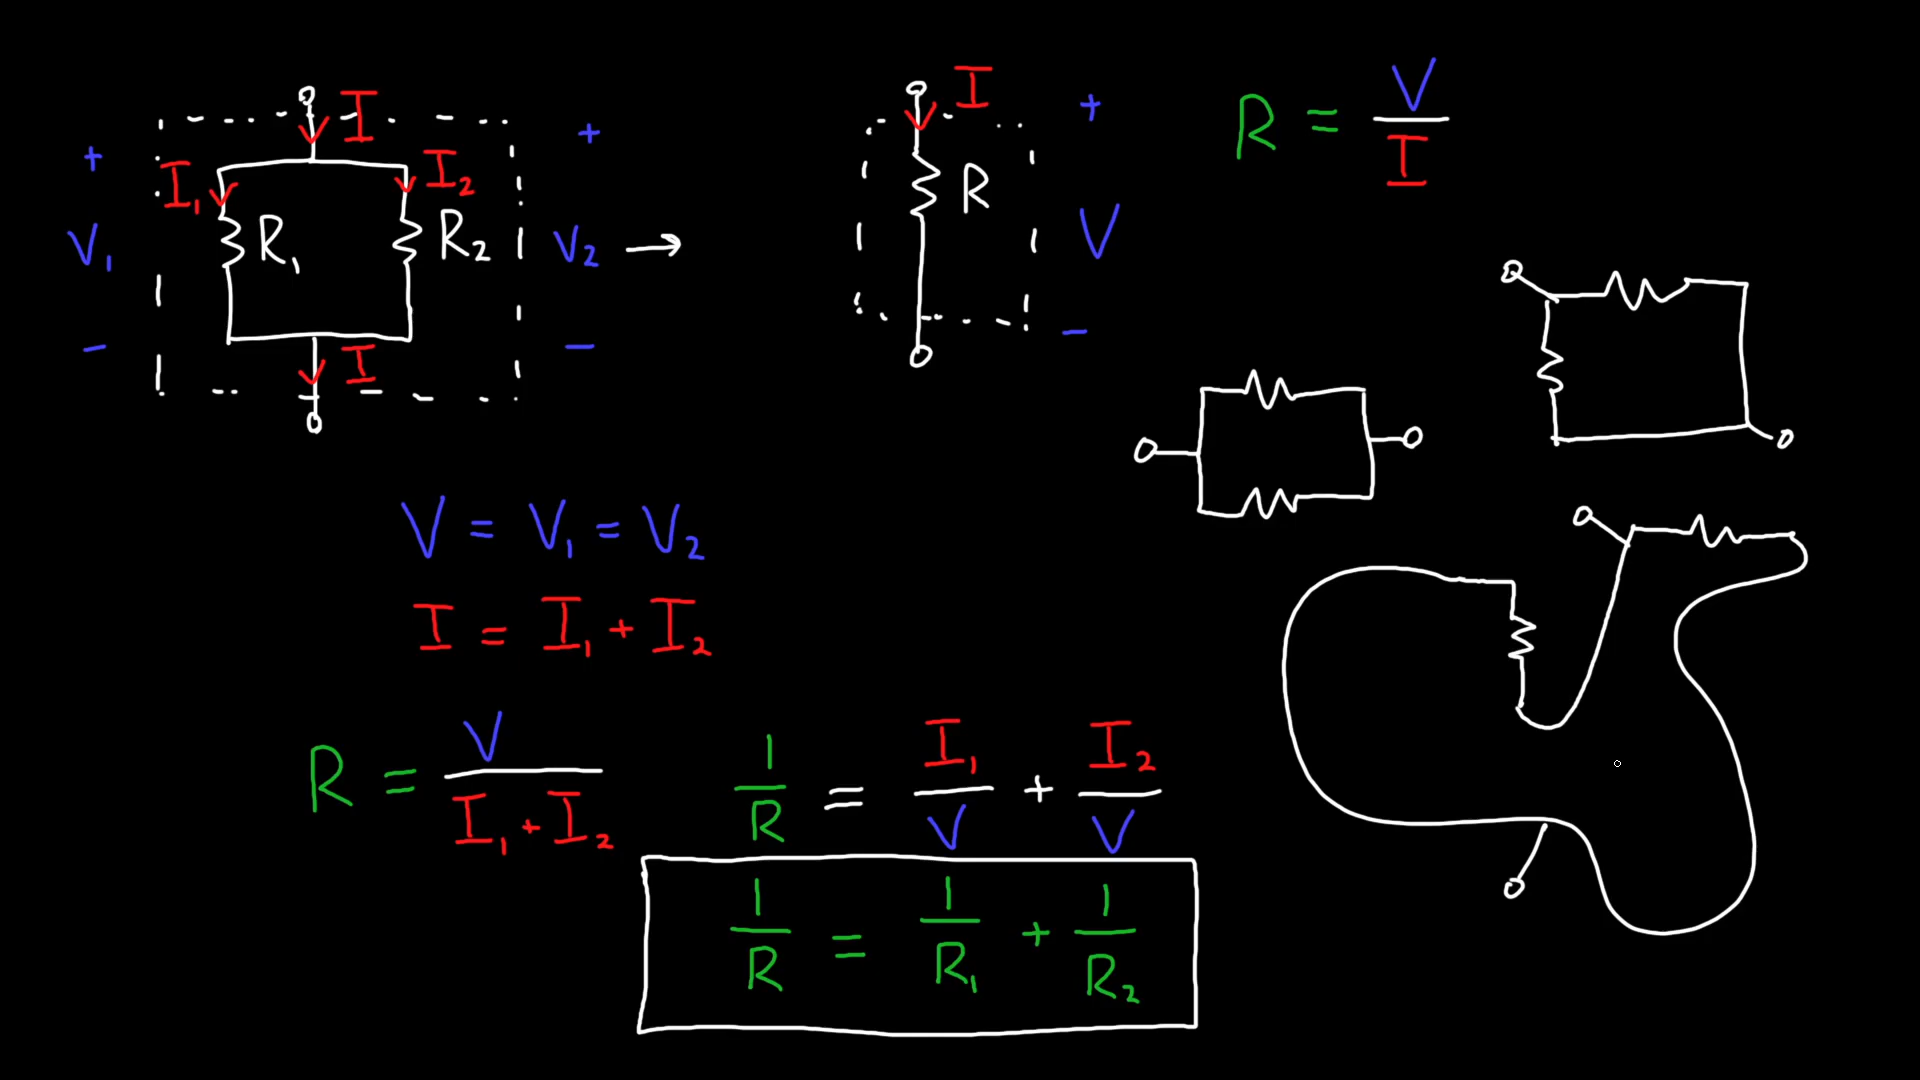 I I
I₁ I₂
+ + + 
V₁ R₁ R₂ V₂ → R V
- - -
I
R = V/I
V = V₁ = V₂
I = I₁ + I₂
R = V/(I₁ + I₂)
1/R = I₁/V + I₂/V
1/R = 1/R₁ + 1/R₂